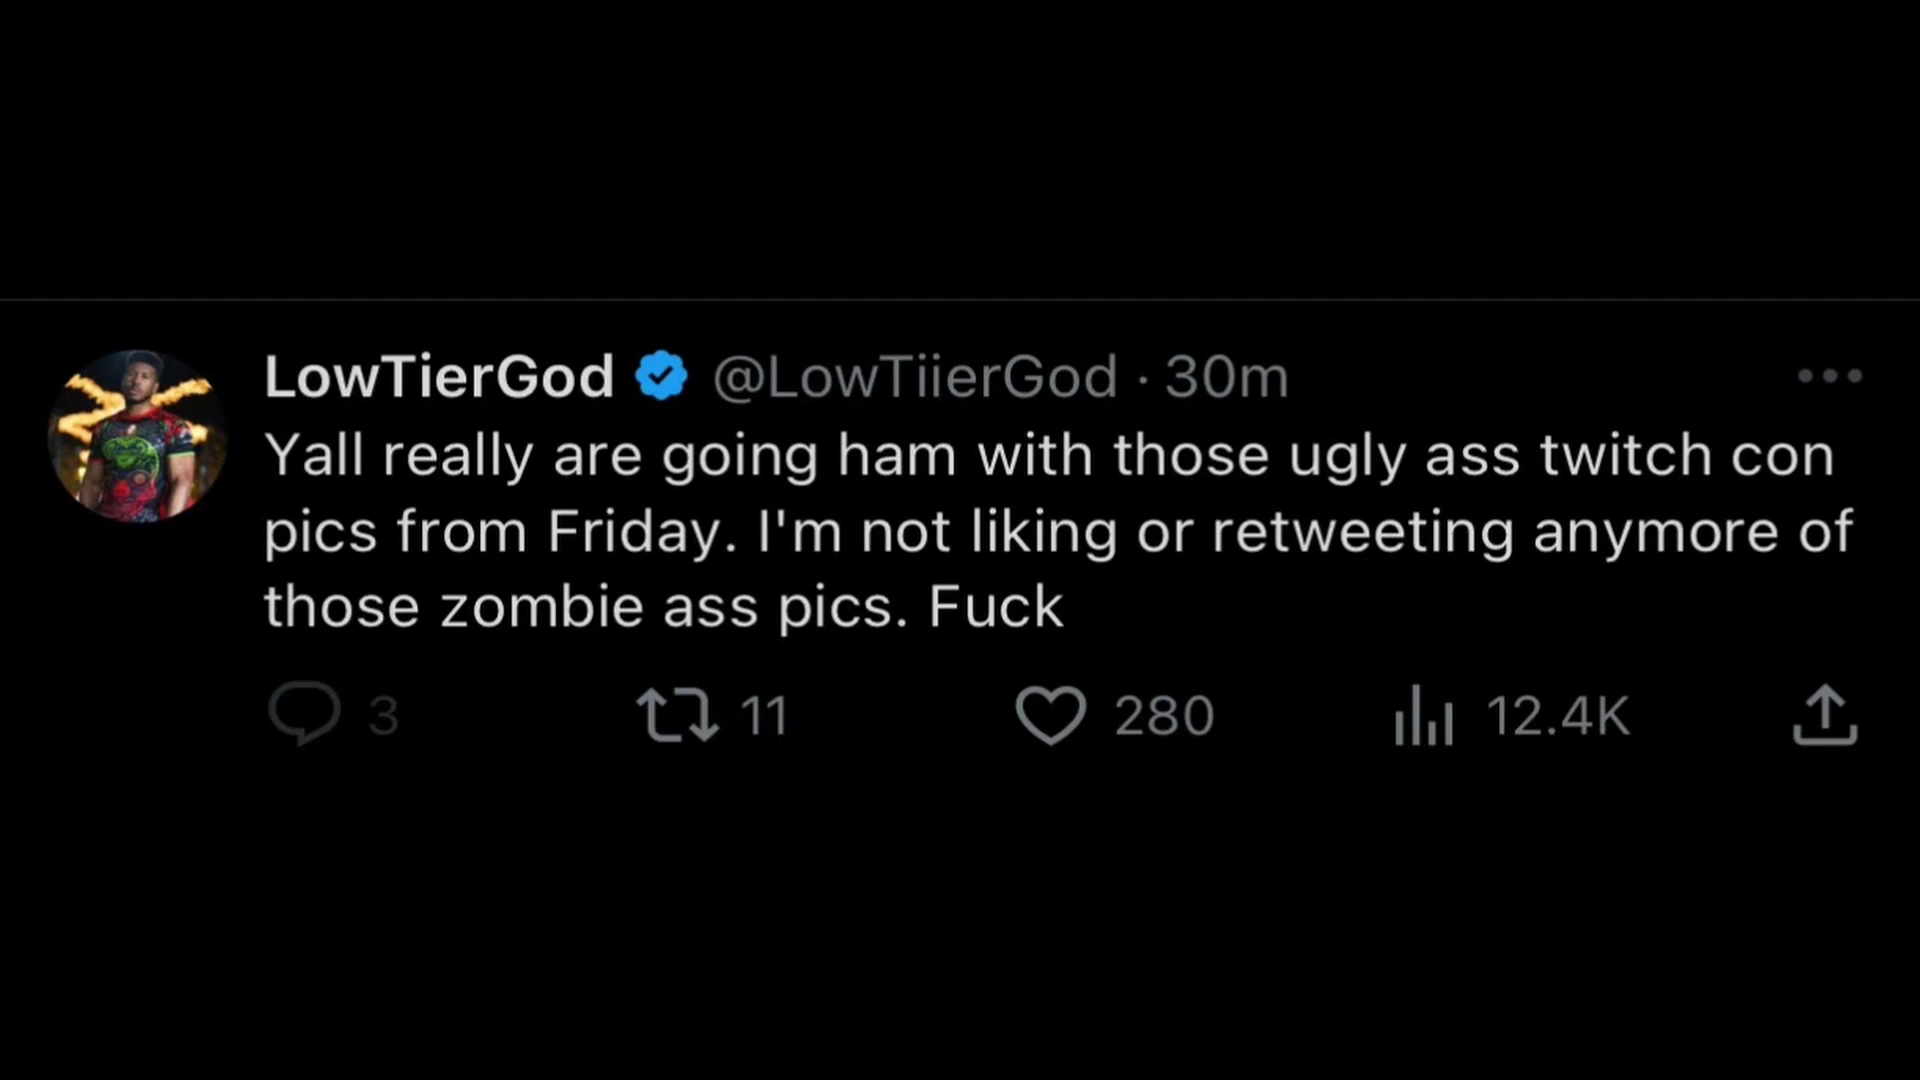 LowTierGod @LowTiierGod · 30m
Yall really are going ham with those ugly ass twitch con
pics from Friday. I'm not liking or retweeting anymore of
those zombie ass pics. Fuck
3 11 280 12.4K